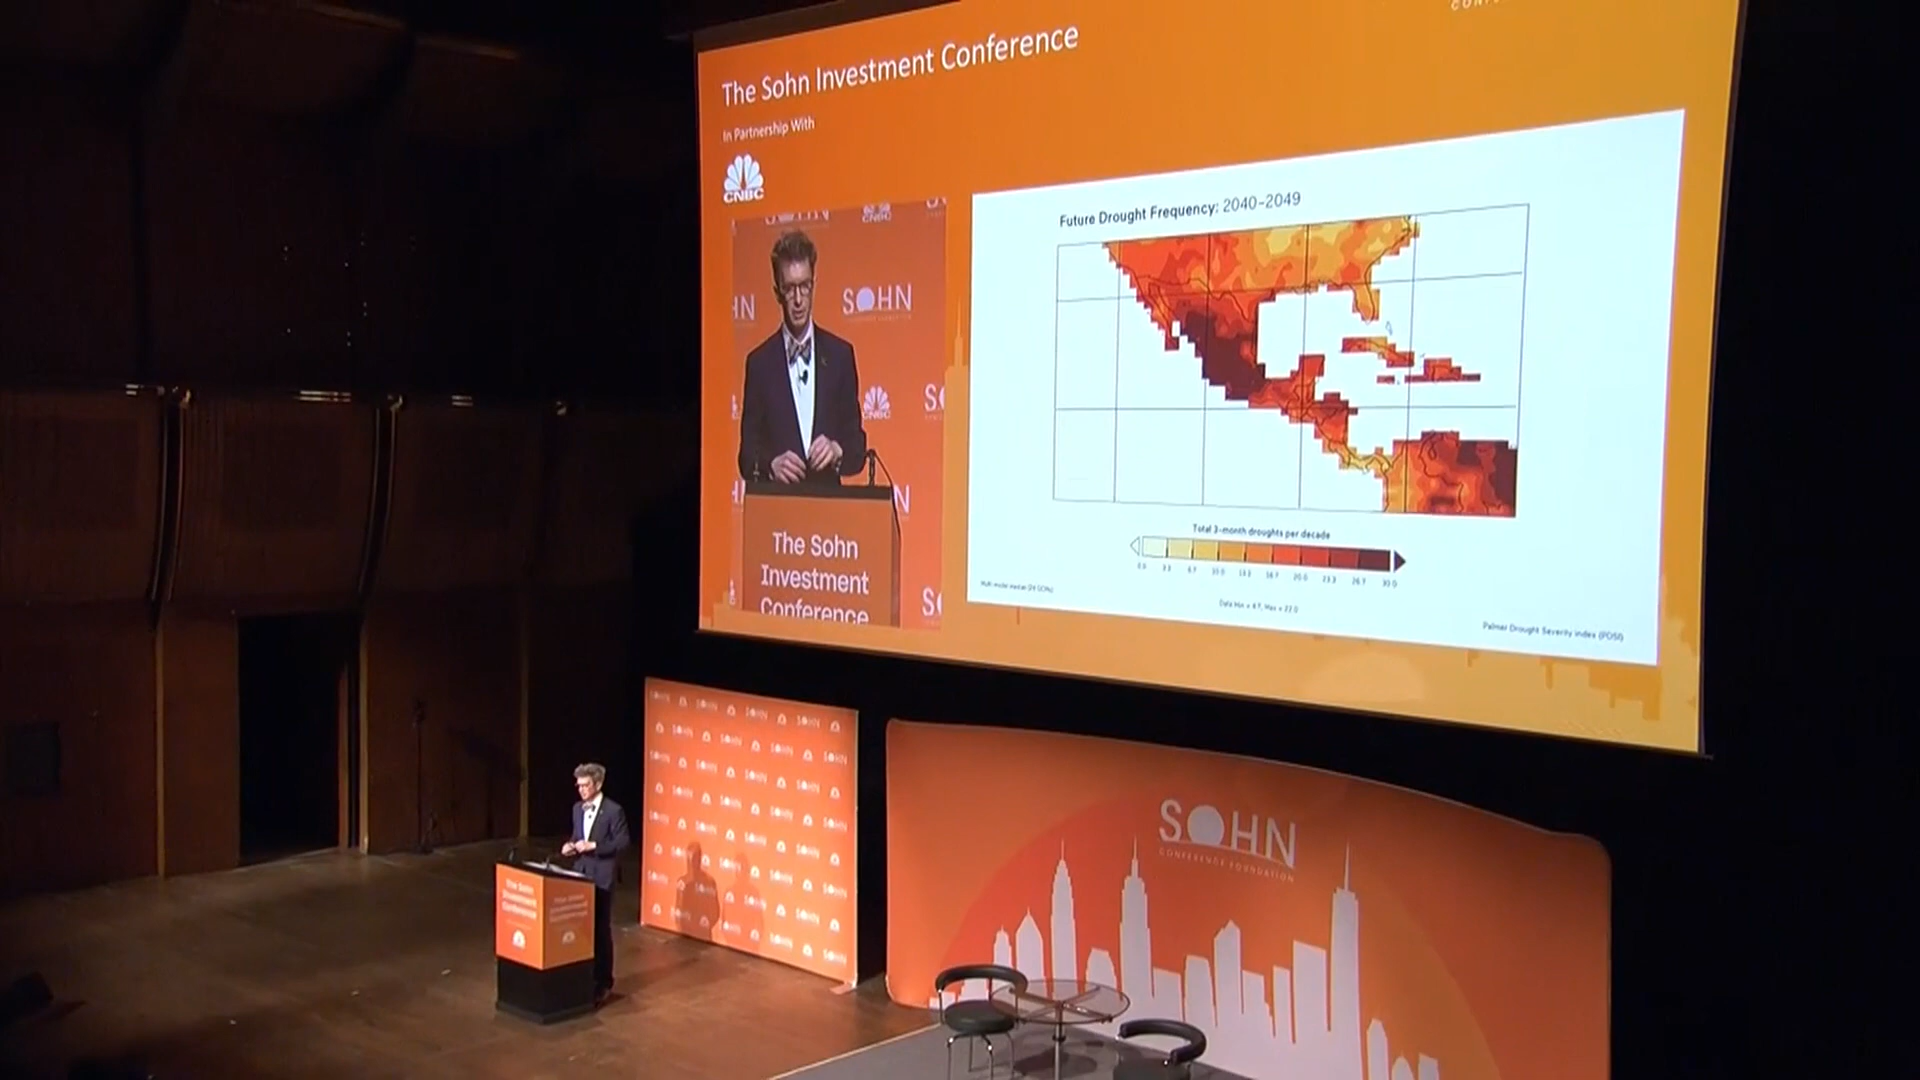 The Sohn Investment Conference
In Partnership With
CNBC
Future Drought Frequency: 2040-2049
SOHN
CNBC
The Sohn
Investment
Conference
Total 3-month droughts per decade
Palmer Drought Severity Index (PDSI)
The Sohn
Investment
Conference
SOHN
CONFERENCE FOUNDATION